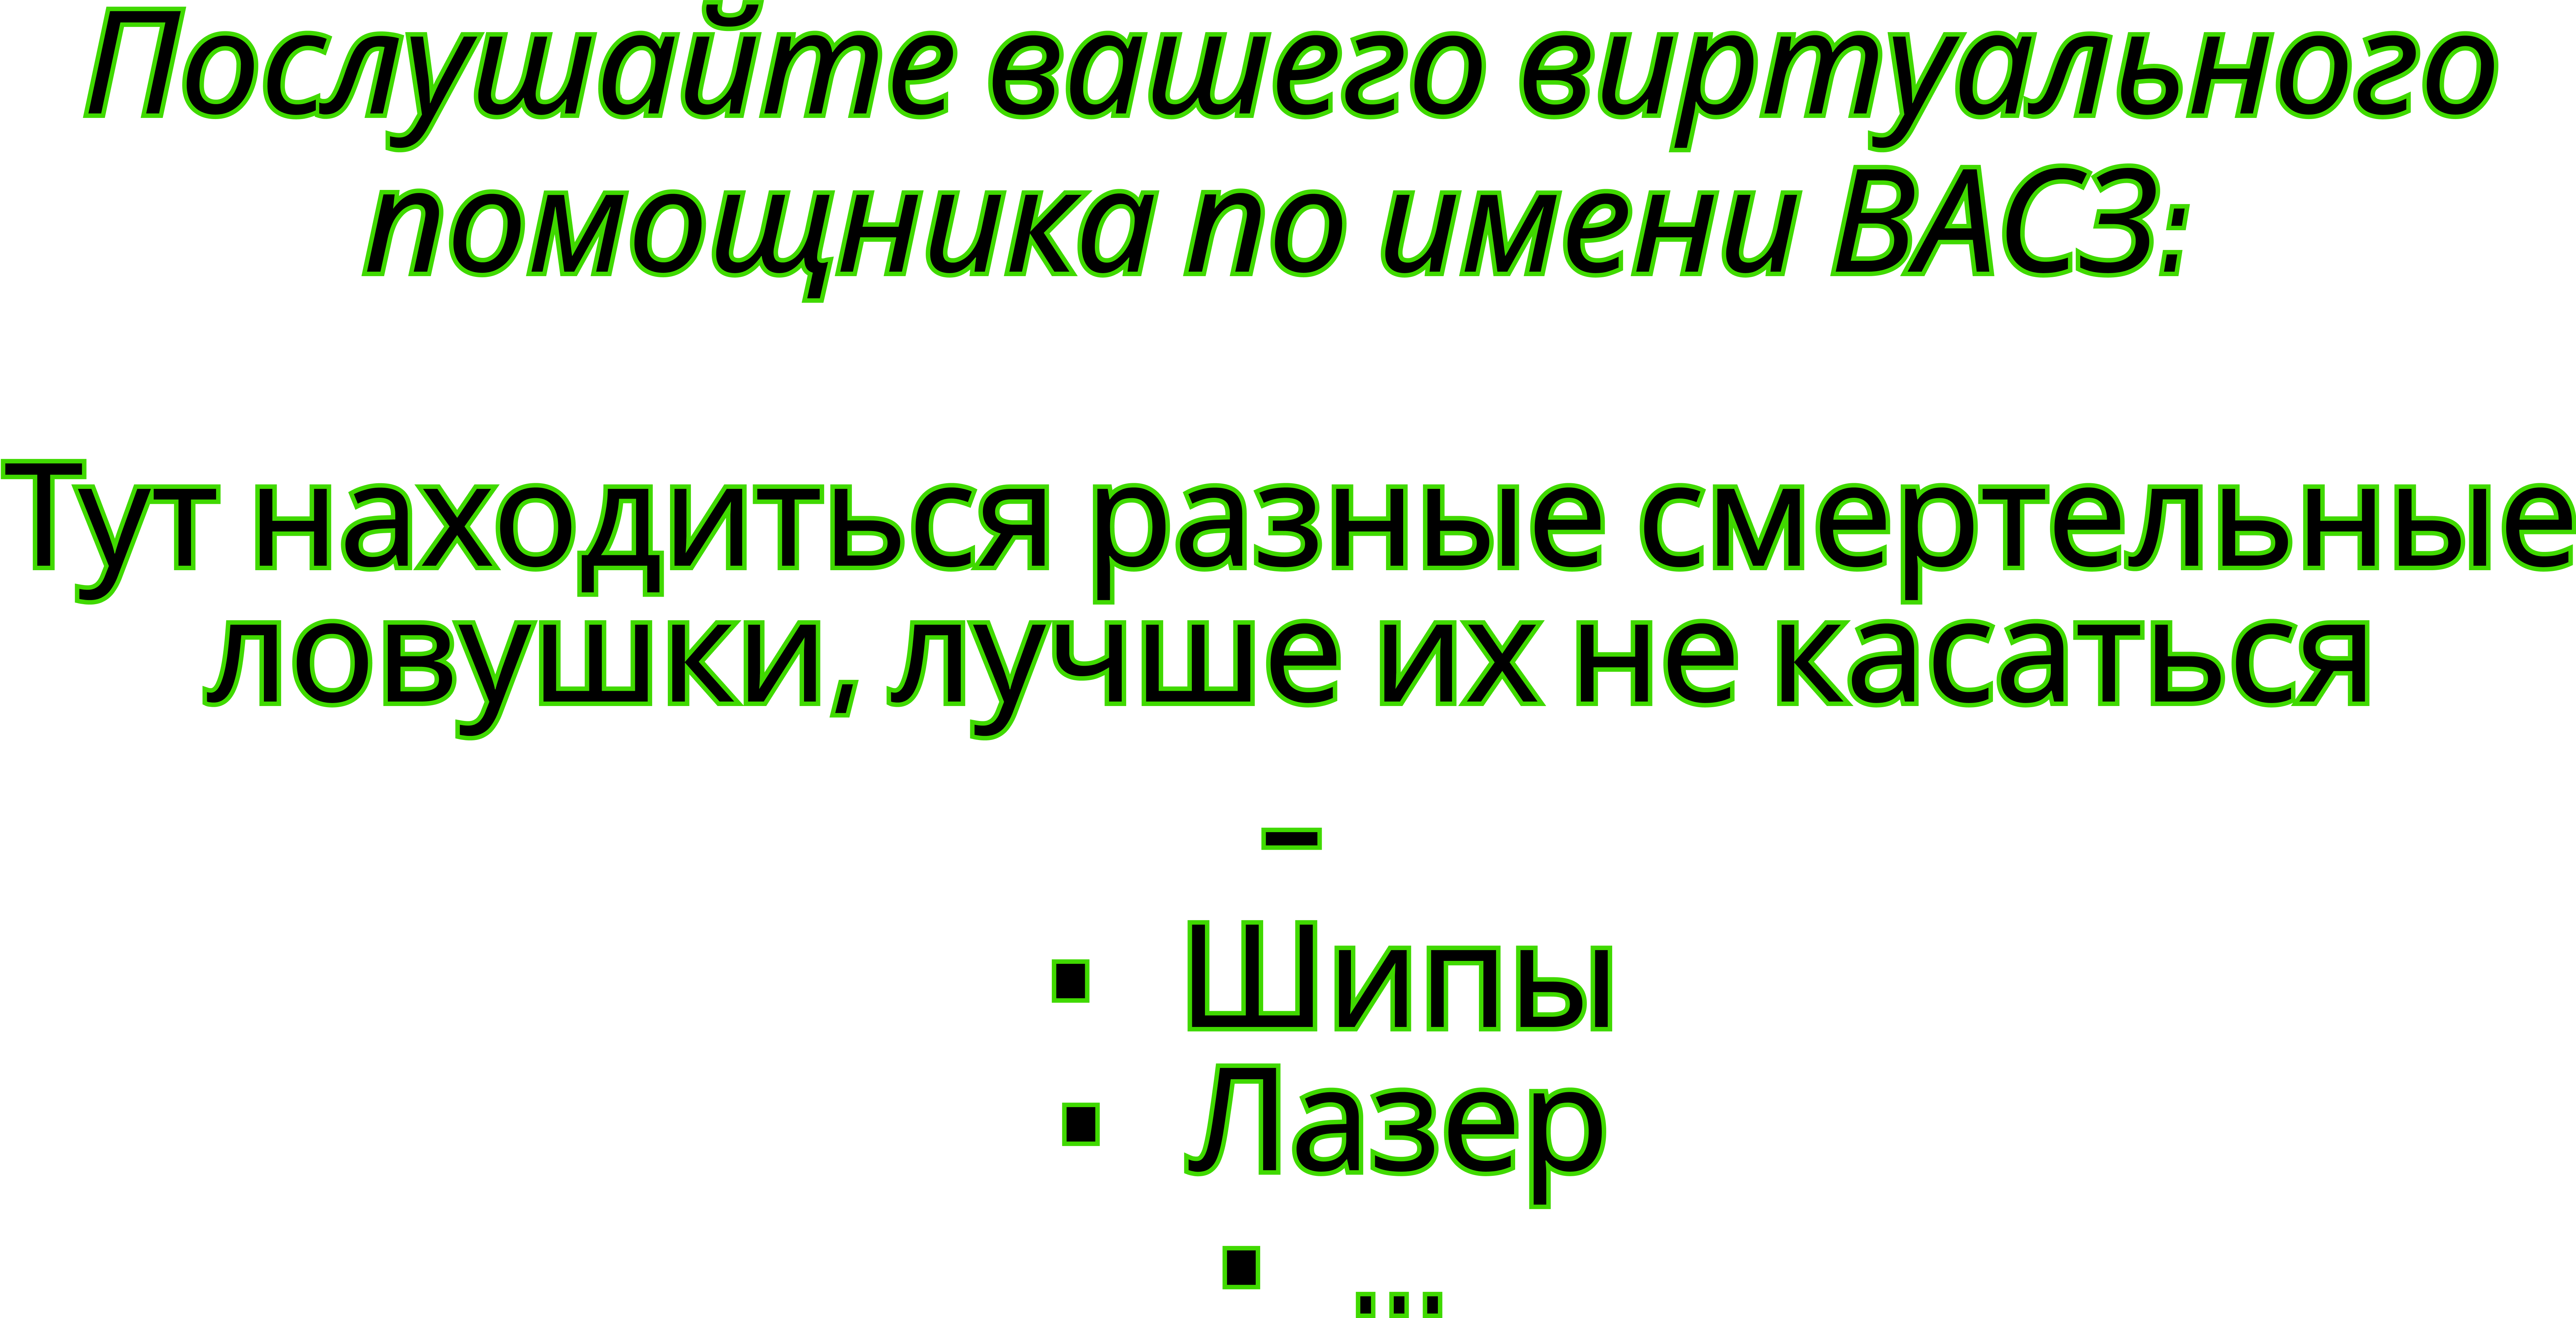 Послушайте вашего виртуального
помощника по имени ВАСЗ:
Тут находиться разные смертельные
ловушки, лучше их не касаться
–
▪ Шипы
▪ Лазер
▪ ...